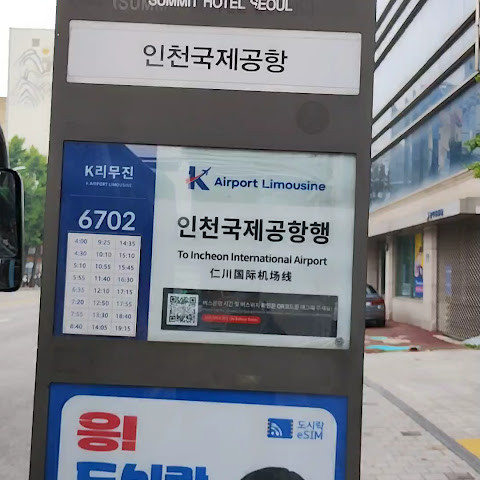 SUMMIT HOTEL SEOUL
인천국제공항
K리무진
K AIRPORT LIMOUSINE
6702
4:00 9:25 14:35
4:30 10:10 15:10
5:10 10:55 15:45
5:55 11:40 16:30
6:35 12:15 17:10
7:20 12:50 17:55
7:55 13:30 18:40
8:40 14:05 19:15
K Airport Limousine
인천국제공항행
To Incheon International Airport
仁川国际机场线
도시락
eSIM